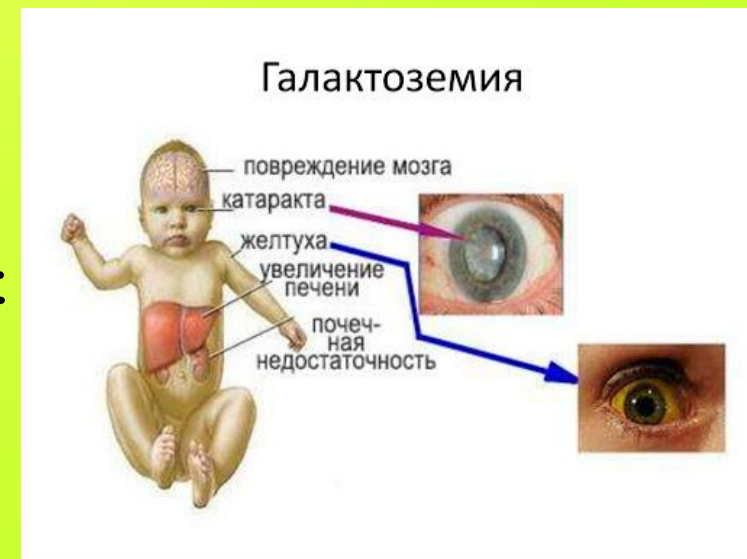 Галактоземия
повреждение мозга
катаракта
желтуха
увеличение
печени
почеч-
ная
недостаточность
: